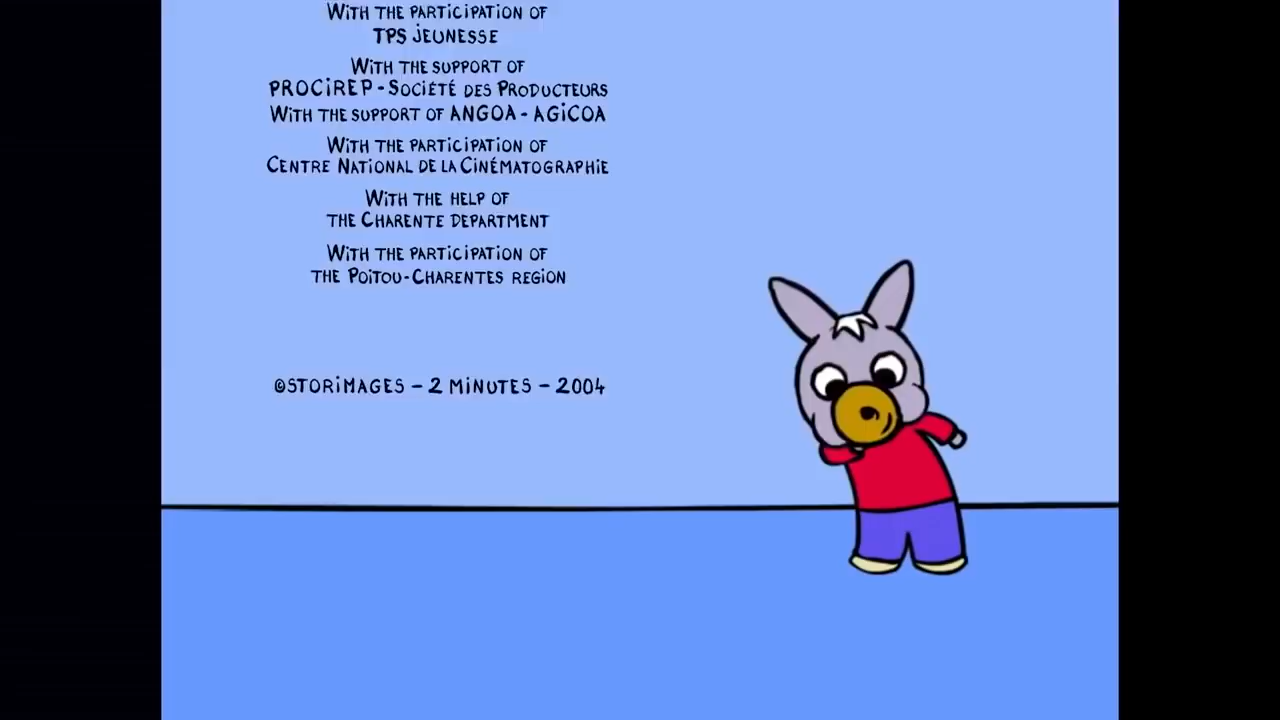 WiTH THE PARTiCiPATiON OF
TPS JEUNESSE
WiTH THE SUPPORT OF
PROCiREP - SOCiÉTÉ DES PRODUCTEURS
WiTH THE SUPPORT OF ANGOA - AGiCOA
WiTH THE PARTiCiPATiON OF
CENTRE NATiONAL DE LA CiNÉMATOGRAPHiE
WiTH THE HELP OF
THE CHARENTE DEPARTMENT
WiTH THE PARTiCiPATiON OF
THE POiTOU-CHARENTES REGiON
©STORiMAGES - 2 MiNUTES - 2004